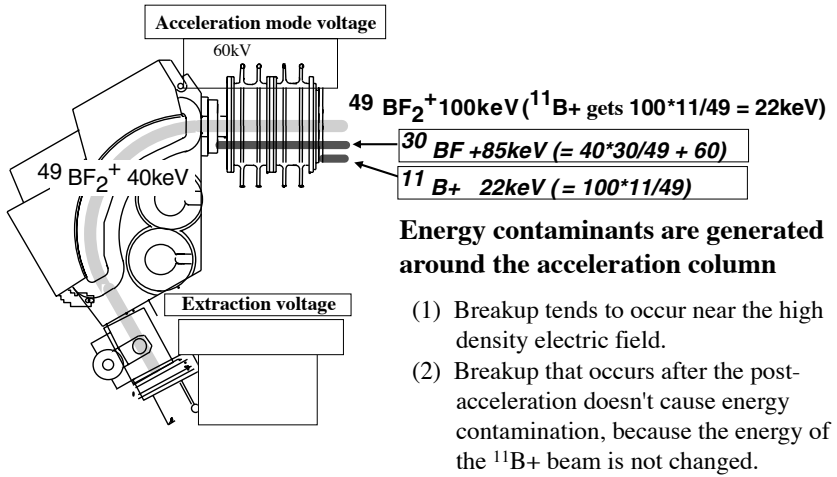 Acceleration mode voltage
60kV
49 BF2+ 100keV (11B+ gets 100*11/49 = 22keV)
30 BF +85keV (= 40*30/49 + 60)
11 B+ 22keV ( = 100*11/49)
49 BF2+ 40keV
Energy contaminants are generated
around the acceleration column
Extraction voltage
(1) Breakup tends to occur near the high
density electric field.
(2) Breakup that occurs after the post-
acceleration doesn't cause energy
contamination, because the energy of
the 11B+ beam is not changed.